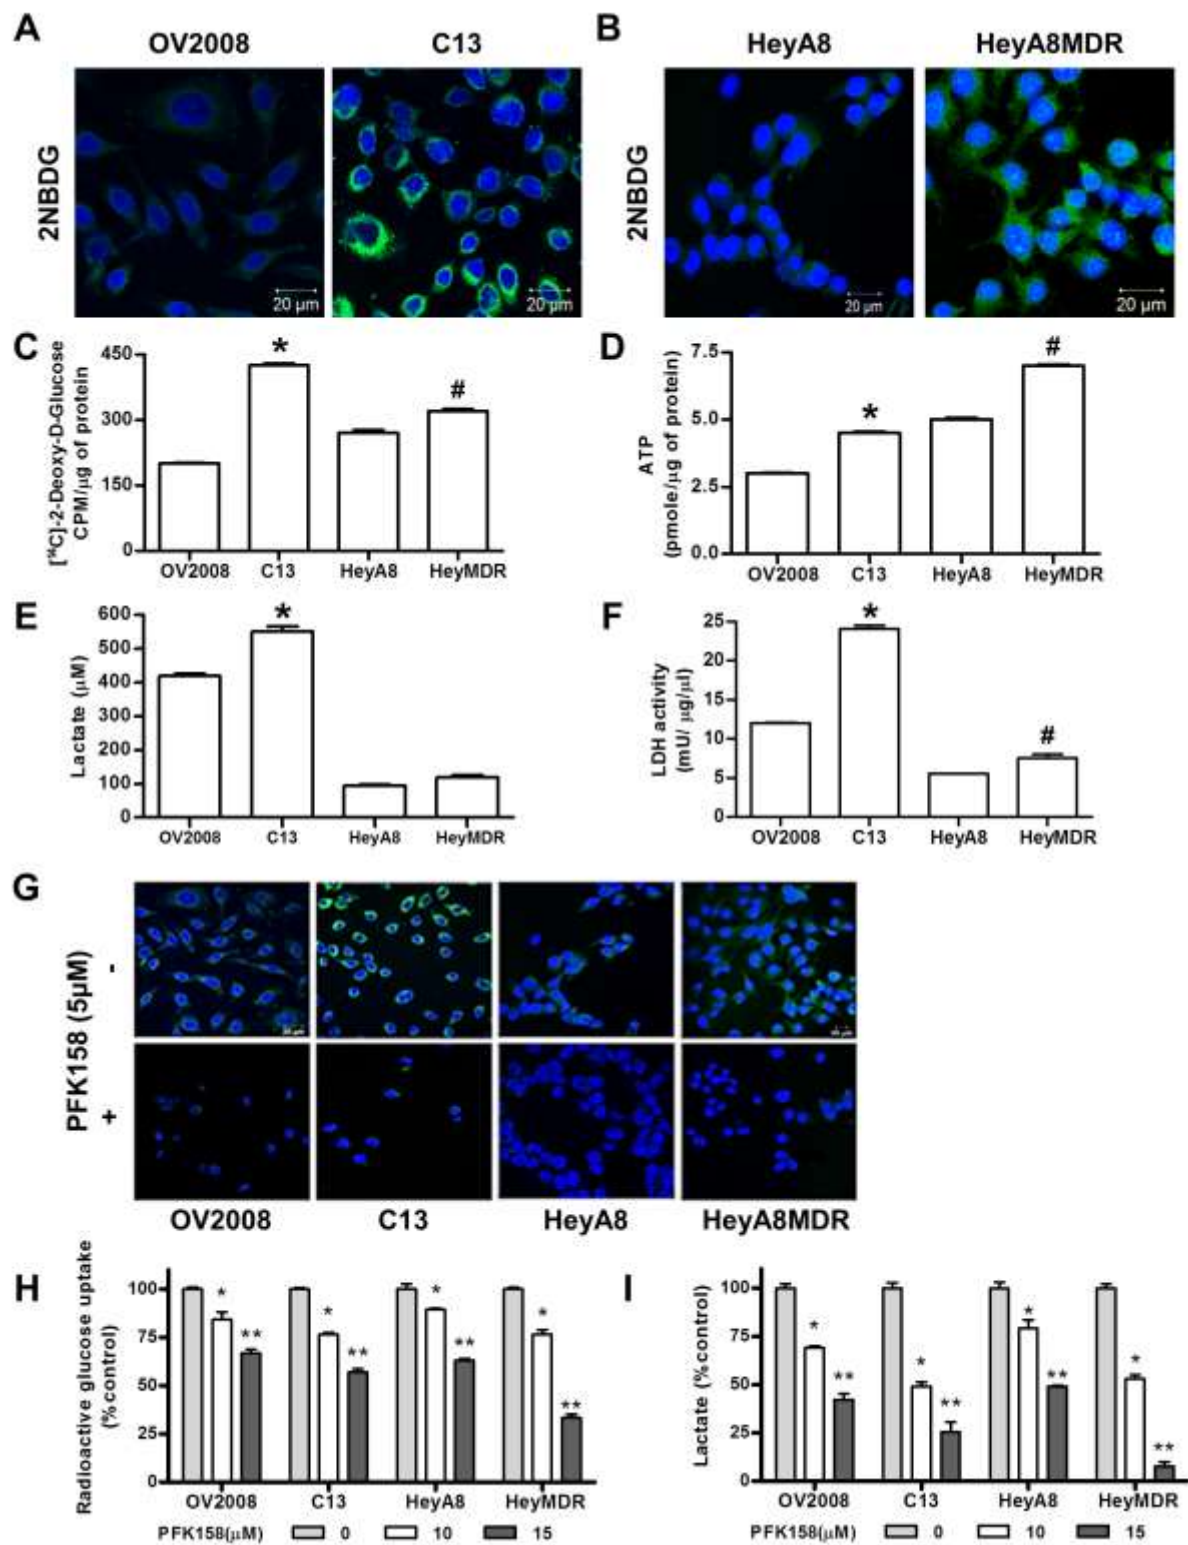 A
OV2008
C13
B
HeyA8
HeyA8MDR
2NBDG
20 µm
20 µm
2NBDG
20 µm
20 µm
C
[¹⁴C]-2-Deoxy-D-Glucose
CPM/µg of protein
450
300
150
0
*
#
OV2008 C13 HeyA8 HeyMDR
D
ATP
(pmole/µg of protein)
7.5
5.0
2.5
0.0
*
#
OV2008 C13 HeyA8 HeyMDR
E
Lactate (µM)
600
500
400
300
200
100
0
*
OV2008 C13 HeyA8 HeyMDR
F
LDH activity
(mU/ µg/µl)
25
20
15
10
5
0
*
#
OV2008 C13 HeyA8 HeyMDR
G
PFK158 (5µM)
-
+
OV2008 C13 HeyA8 HeyA8MDR
H
Radioactive glucose uptake
(%control)
100
75
50
25
0
* ** * ** * ** * **
OV2008 C13 HeyA8 HeyMDR
PFK158(µM) 0 10 15
I
Lactate (%control)
100
75
50
25
0
* ** * ** * ** * **
OV2008 C13 HeyA8 HeyMDR
PFK158(µM) 0 10 15